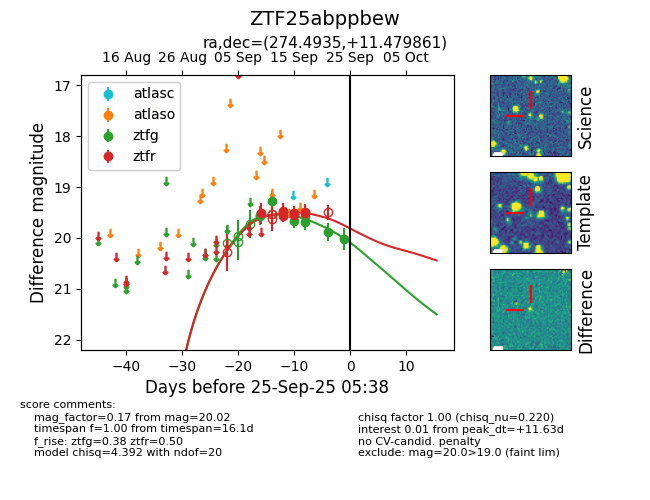 ZTF25abppbew
ra,dec=(274.4935,+11.479861)
16 Aug 26 Aug 05 Sep 15 Sep 25 Sep 05 Oct
atlasc
atlaso
ztfg
ztfr
17
18
19
20
21
22
Difference magnitude
−40 −30 −20 −10 0 10
Days before 25-Sep-25 05:38
Science
Template
Difference
score comments:
mag_factor=0.17 from mag=20.02
timespan f=1.00 from timespan=16.1d
f_rise: ztfg=0.38 ztfr=0.50
model chisq=4.392 with ndof=20
chisq factor 1.00 (chisq_nu=0.220)
interest 0.01 from peak_dt=+11.63d
no CV-candid. penalty
exclude: mag=20.0>19.0 (faint lim)